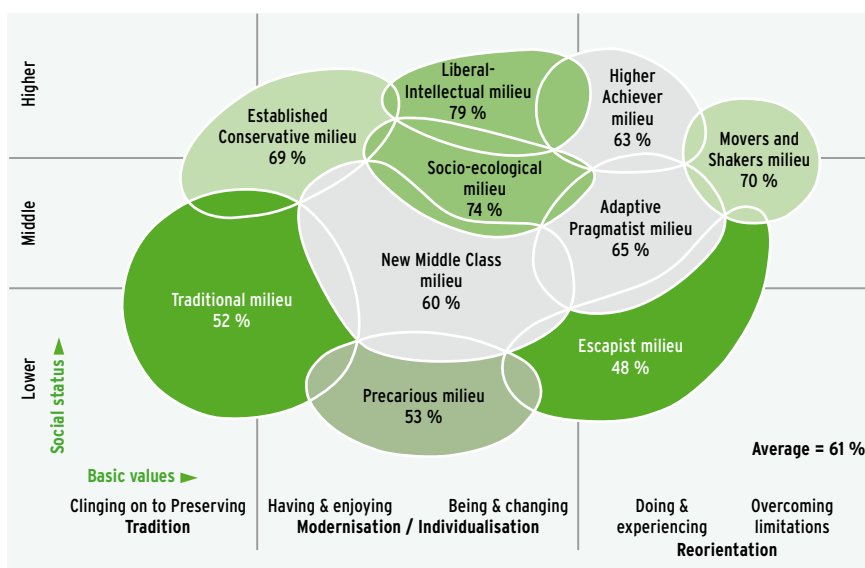 Higher
Middle
Lower
Social status
Liberal-
Intellectual milieu
79 %
Higher
Achiever
milieu
63 %
Established
Conservative milieu
69 %
Movers and
Shakers milieu
70 %
Socio-ecological
milieu
74 %
Adaptive
Pragmatist milieu
65 %
New Middle Class
milieu
60 %
Traditional milieu
52 %
Escapist milieu
48 %
Precarious milieu
53 %
Average = 61 %
Basic values
Clinging on to Preserving
Tradition
Having & enjoying
Being & changing
Modernisation / Individualisation
Doing &
experiencing
Overcoming
limitations
Reorientation